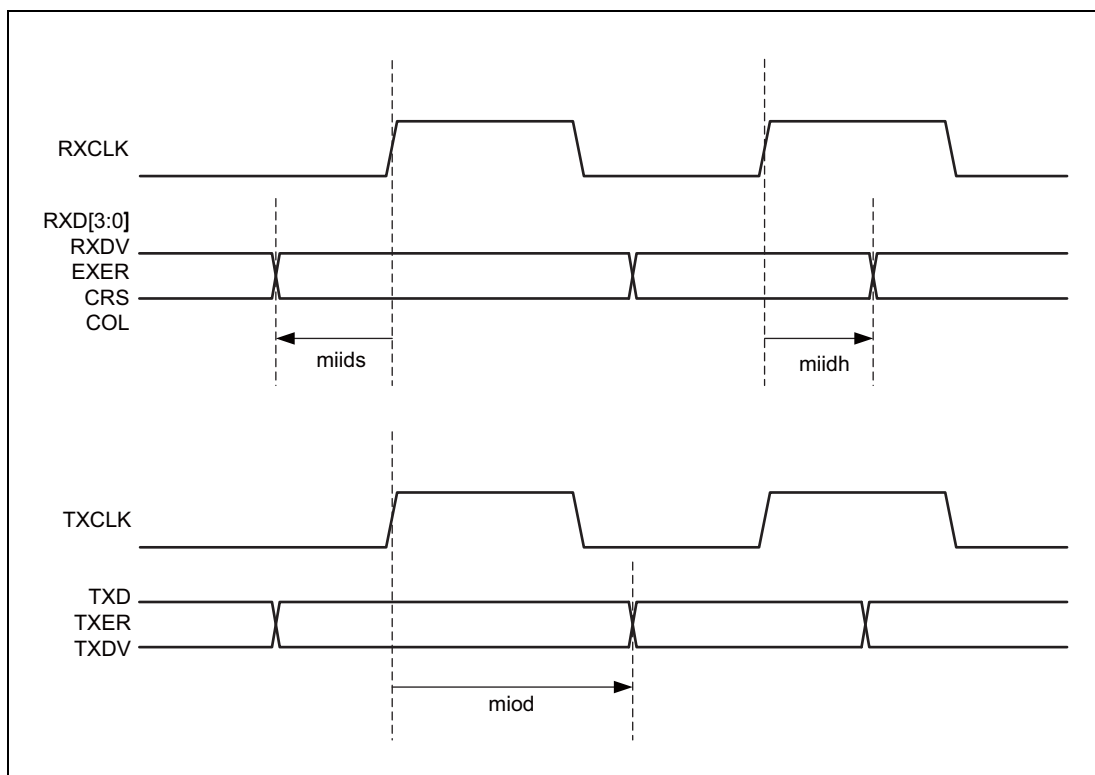 RXCLK
RXD[3:0]
RXDV
EXER
CRS
COL
miids
miidh
TXCLK
TXD
TXER
TXDV
miod